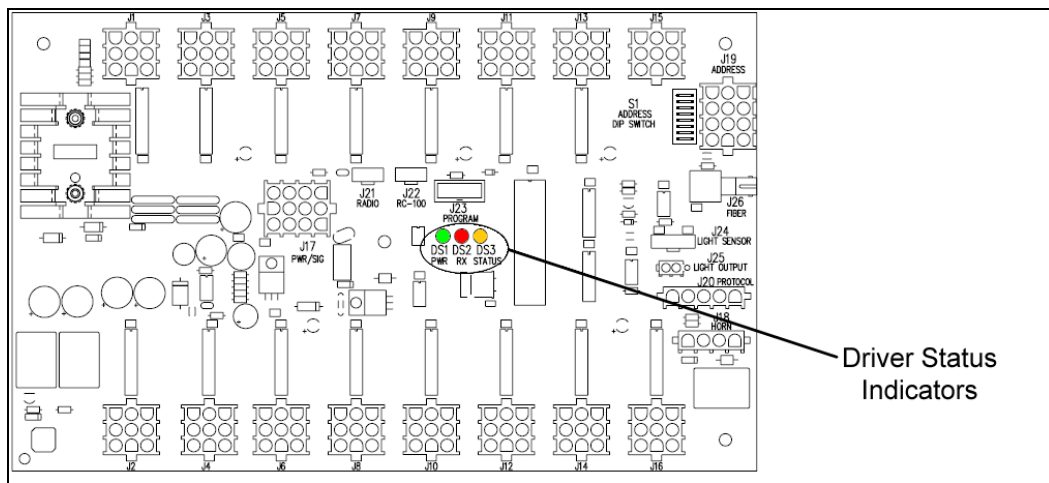 J1 J3 J5 J7 J9 J11 J13 J15
J19
ADDRESS
S1
ADDRESS
DIP SWITCH
J21
RADIO
J22
RC-100
J23
PROGRAM
J26
FIBER
J17
PWR/SIG
DS1 DS2 DS3
PWR RX STATUS
J24
LIGHT SENSOR
J25
LIGHT OUTPUT
J20 PROTOCOL
J18
HORN
Driver Status
Indicators
J2 J4 J6 J8 J10 J12 J14 J16